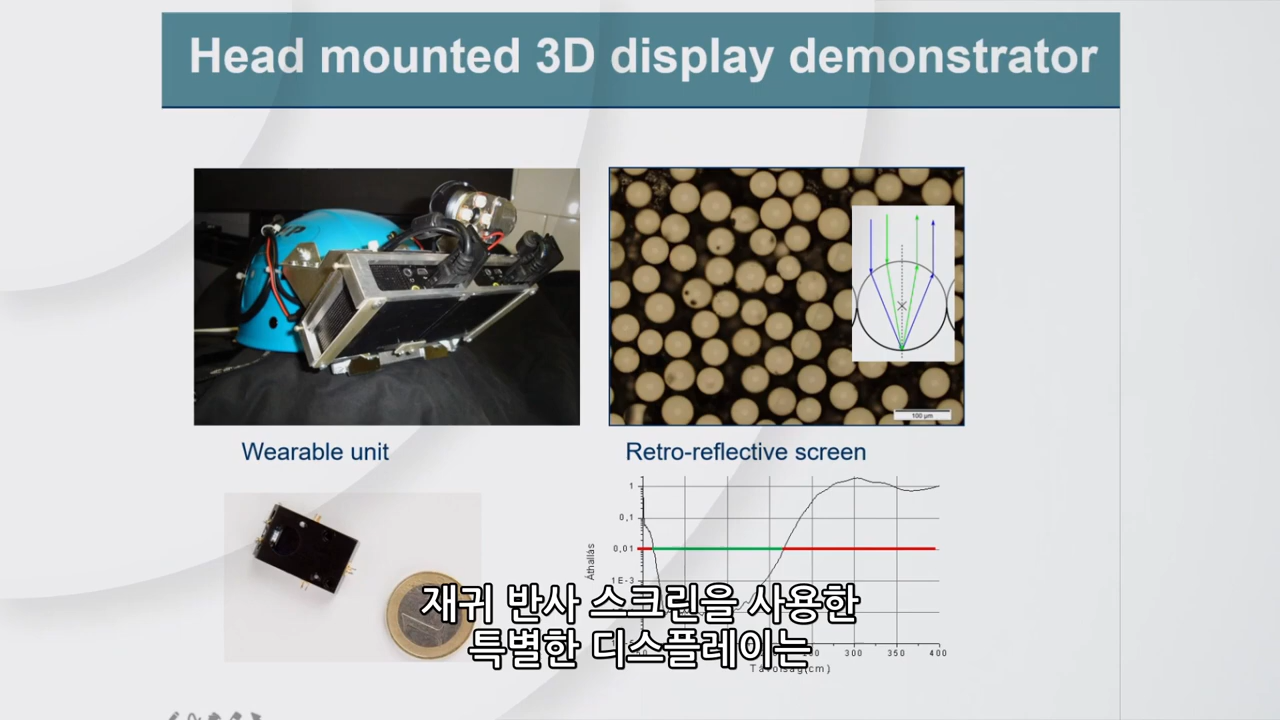 Head mounted 3D display demonstrator
100 µm
Wearable unit
Retro-reflective screen
1
0,1
0,01
1E-3
Áthallás
재귀 반사 스크린을 사용한
특별한 디스플레이는
300 350 400
Távolság(cm)